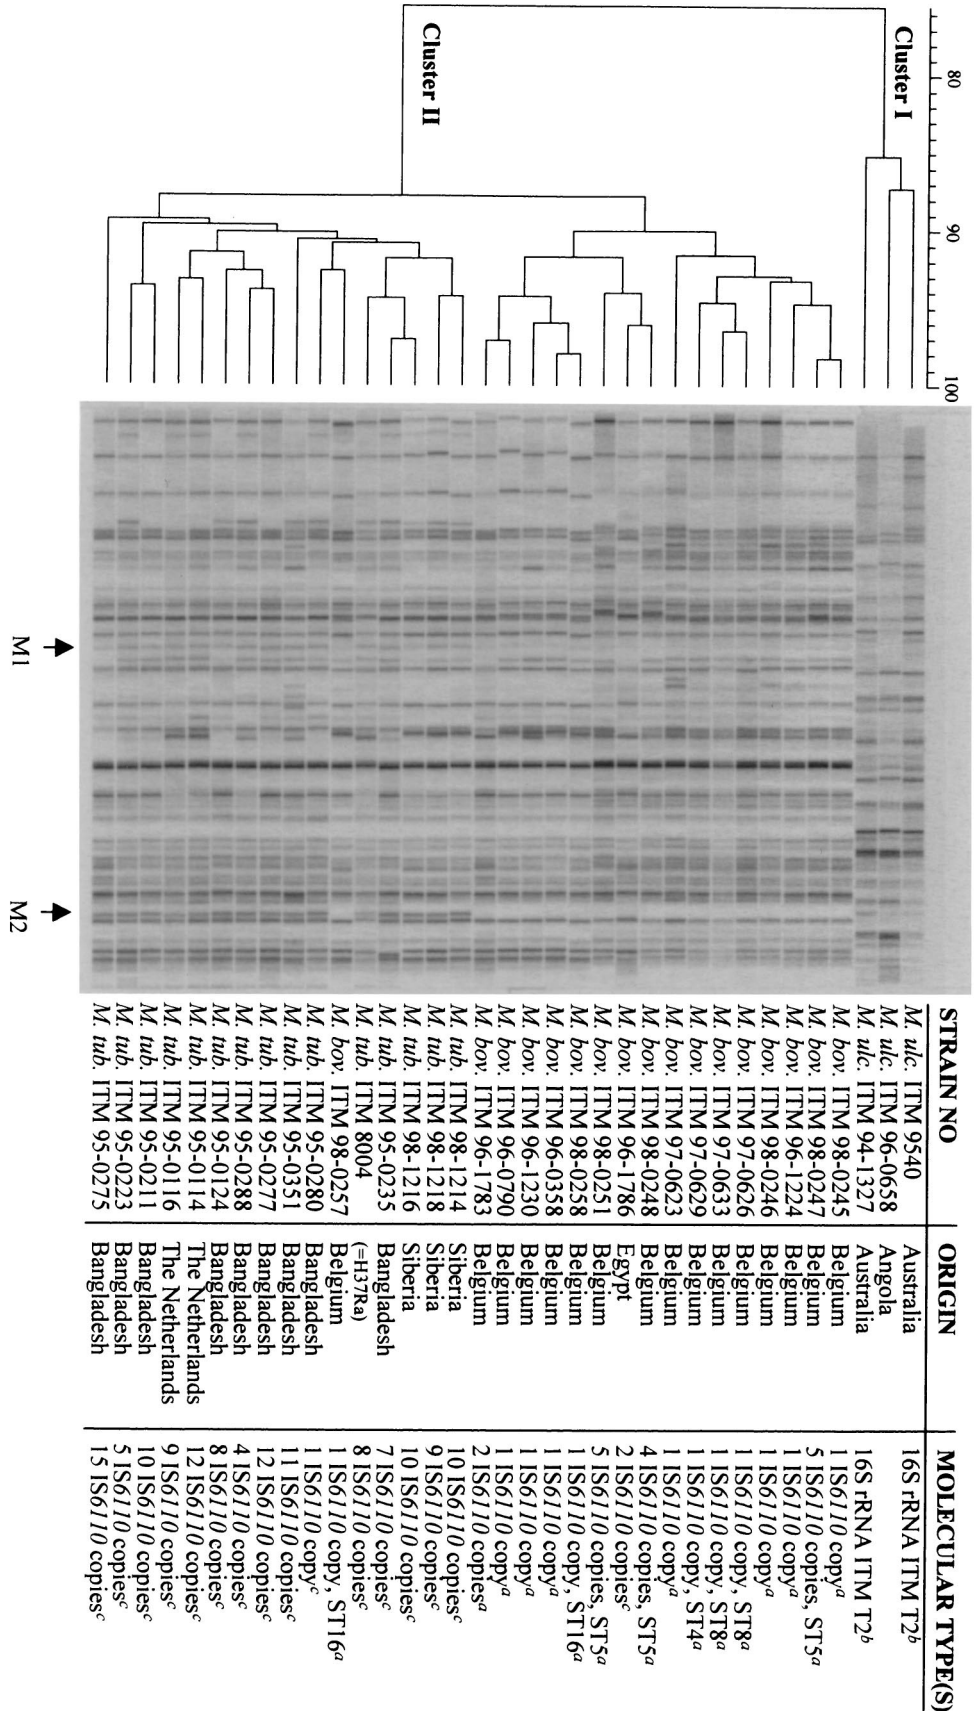 80 90 100
STRAIN NO ORIGIN MOLECULAR TYPE(S)
Cluster I
Cluster II
M. ulc. ITM 9540 Australia 16S rRNA ITM T2b
M. ulc. ITM 96-0658 Angola
M. ulc. ITM 94-1327 Australia 16S rRNA ITM T2b
M. bov. ITM 98-0245 Belgium 1 IS6110 copya
M. bov. ITM 98-0247 Belgium 5 IS6110 copies, ST5a
M. bov. ITM 96-1224 Belgium 1 IS6110 copya
M. bov. ITM 98-0246 Belgium 1 IS6110 copya
M. bov. ITM 97-0626 Belgium 1 IS6110 copy, ST8a
M. bov. ITM 97-0633 Belgium 1 IS6110 copy, ST8a
M. bov. ITM 97-0629 Belgium 1 IS6110 copy, ST4a
M. bov. ITM 97-0623 Belgium 1 IS6110 copya
M. bov. ITM 98-0248 Belgium 4 IS6110 copies, ST5a
M. bov. ITM 96-1786 Egypt 2 IS6110 copiesc
M. bov. ITM 98-0251 Belgium 5 IS6110 copies, ST5a
M. bov. ITM 98-0258 Belgium 1 IS6110 copy, ST16a
M. bov. ITM 96-0358 Belgium 1 IS6110 copya
M. bov. ITM 96-1230 Belgium 1 IS6110 copya
M. bov. ITM 96-0790 Belgium 1 IS6110 copya
M. bov. ITM 96-1783 Belgium 2 IS6110 copiesa
M. tub. ITM 98-1214 Siberia 10 IS6110 copiesc
M. tub. ITM 98-1218 Siberia 9 IS6110 copiesc
M. tub. ITM 98-1216 Siberia 10 IS6110 copiesc
M. tub. ITM 95-0235 Bangladesh 7 IS6110 copiesc
M. tub. ITM 8004 (=H37Ra) 8 IS6110 copiesc
M. bov. ITM 98-0257 Belgium 1 IS6110 copy, ST16a
M. tub. ITM 95-0280 Bangladesh 1 IS6110 copyc
M. tub. ITM 95-0351 Bangladesh 11 IS6110 copiesc
M. tub. ITM 95-0277 Bangladesh 12 IS6110 copiesc
M. tub. ITM 95-0288 Bangladesh 4 IS6110 copiesc
M. tub. ITM 95-0124 Bangladesh 8 IS6110 copiesc
M. tub. ITM 95-0114 The Netherlands 12 IS6110 copiesc
M. tub. ITM 95-0116 The Netherlands 9 IS6110 copiesc
M. tub. ITM 95-0211 Bangladesh 10 IS6110 copiesc
M. tub. ITM 95-0223 Bangladesh 5 IS6110 copiesc
M. tub. ITM 95-0275 Bangladesh 15 IS6110 copiesc
M1 M2